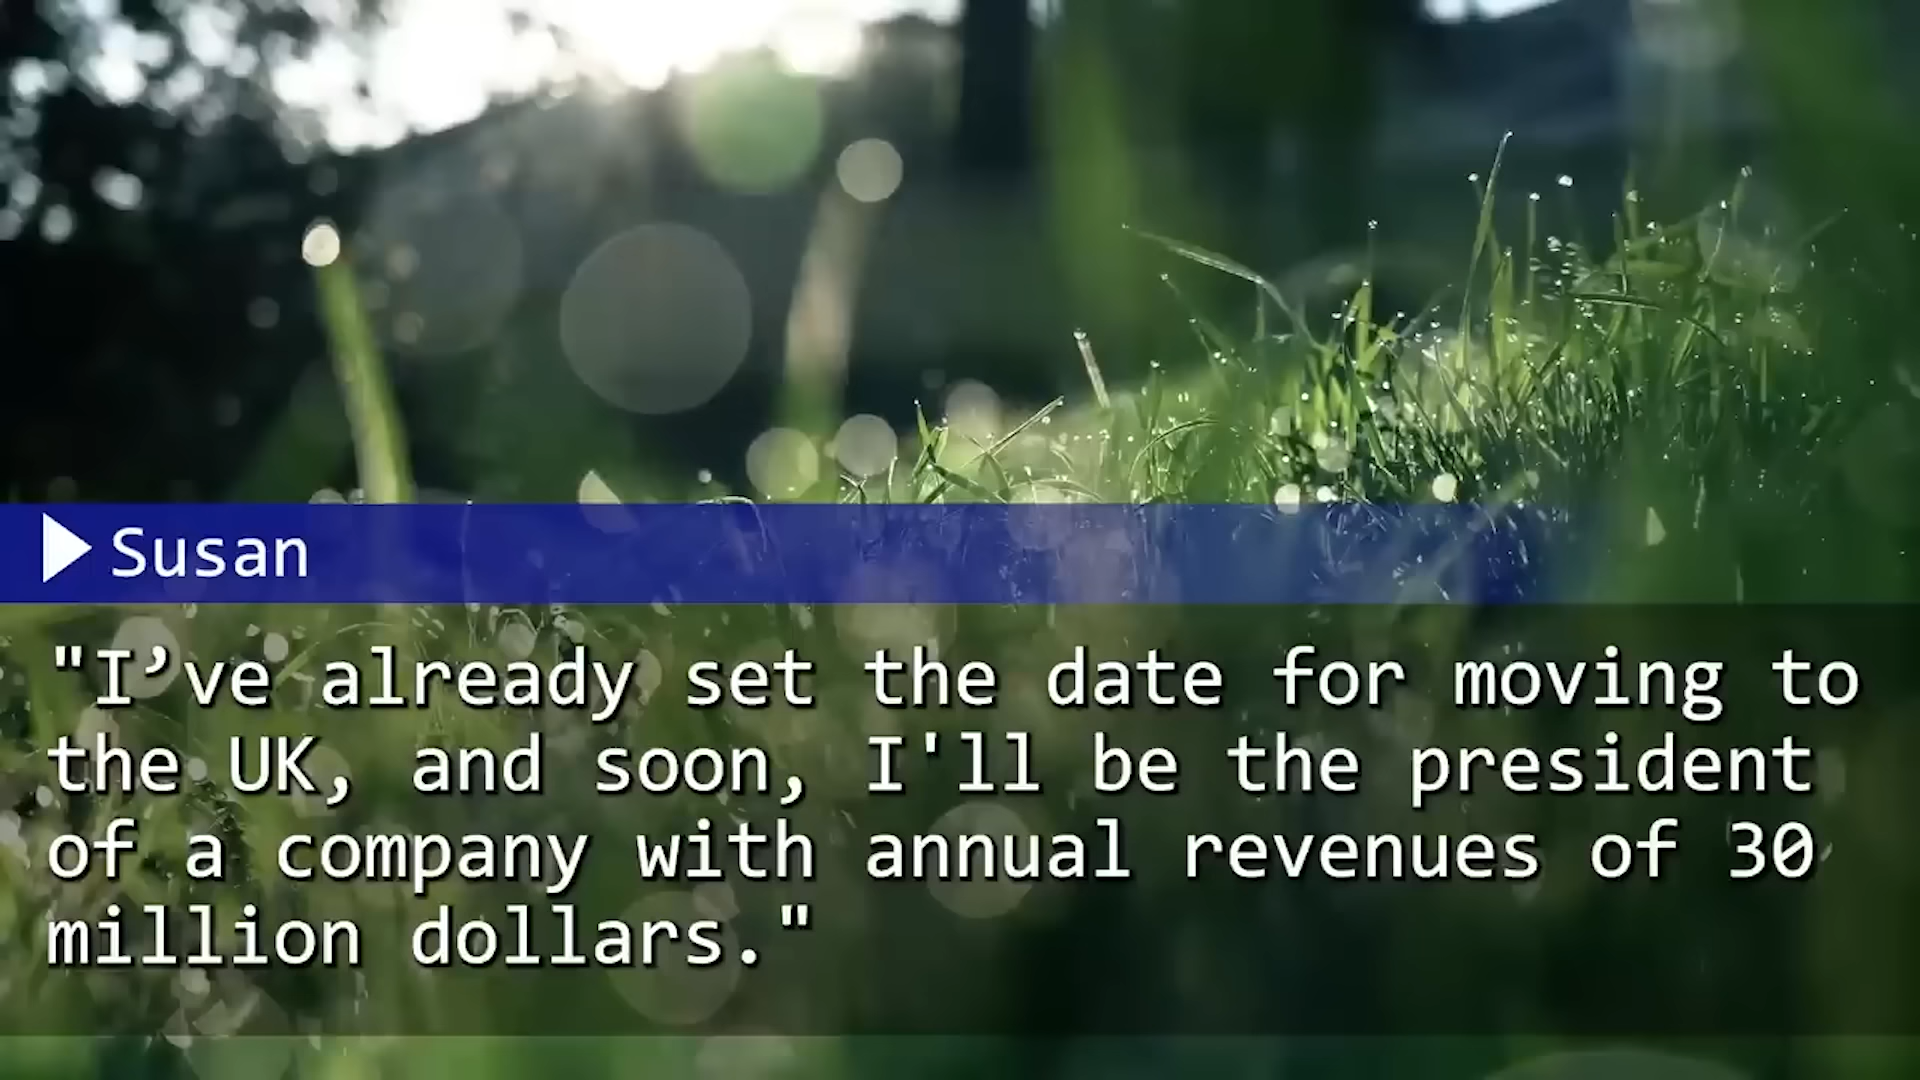 Susan
"I’ve already set the date for moving to
the UK, and soon, I'll be the president
of a company with annual revenues of 30
million dollars."